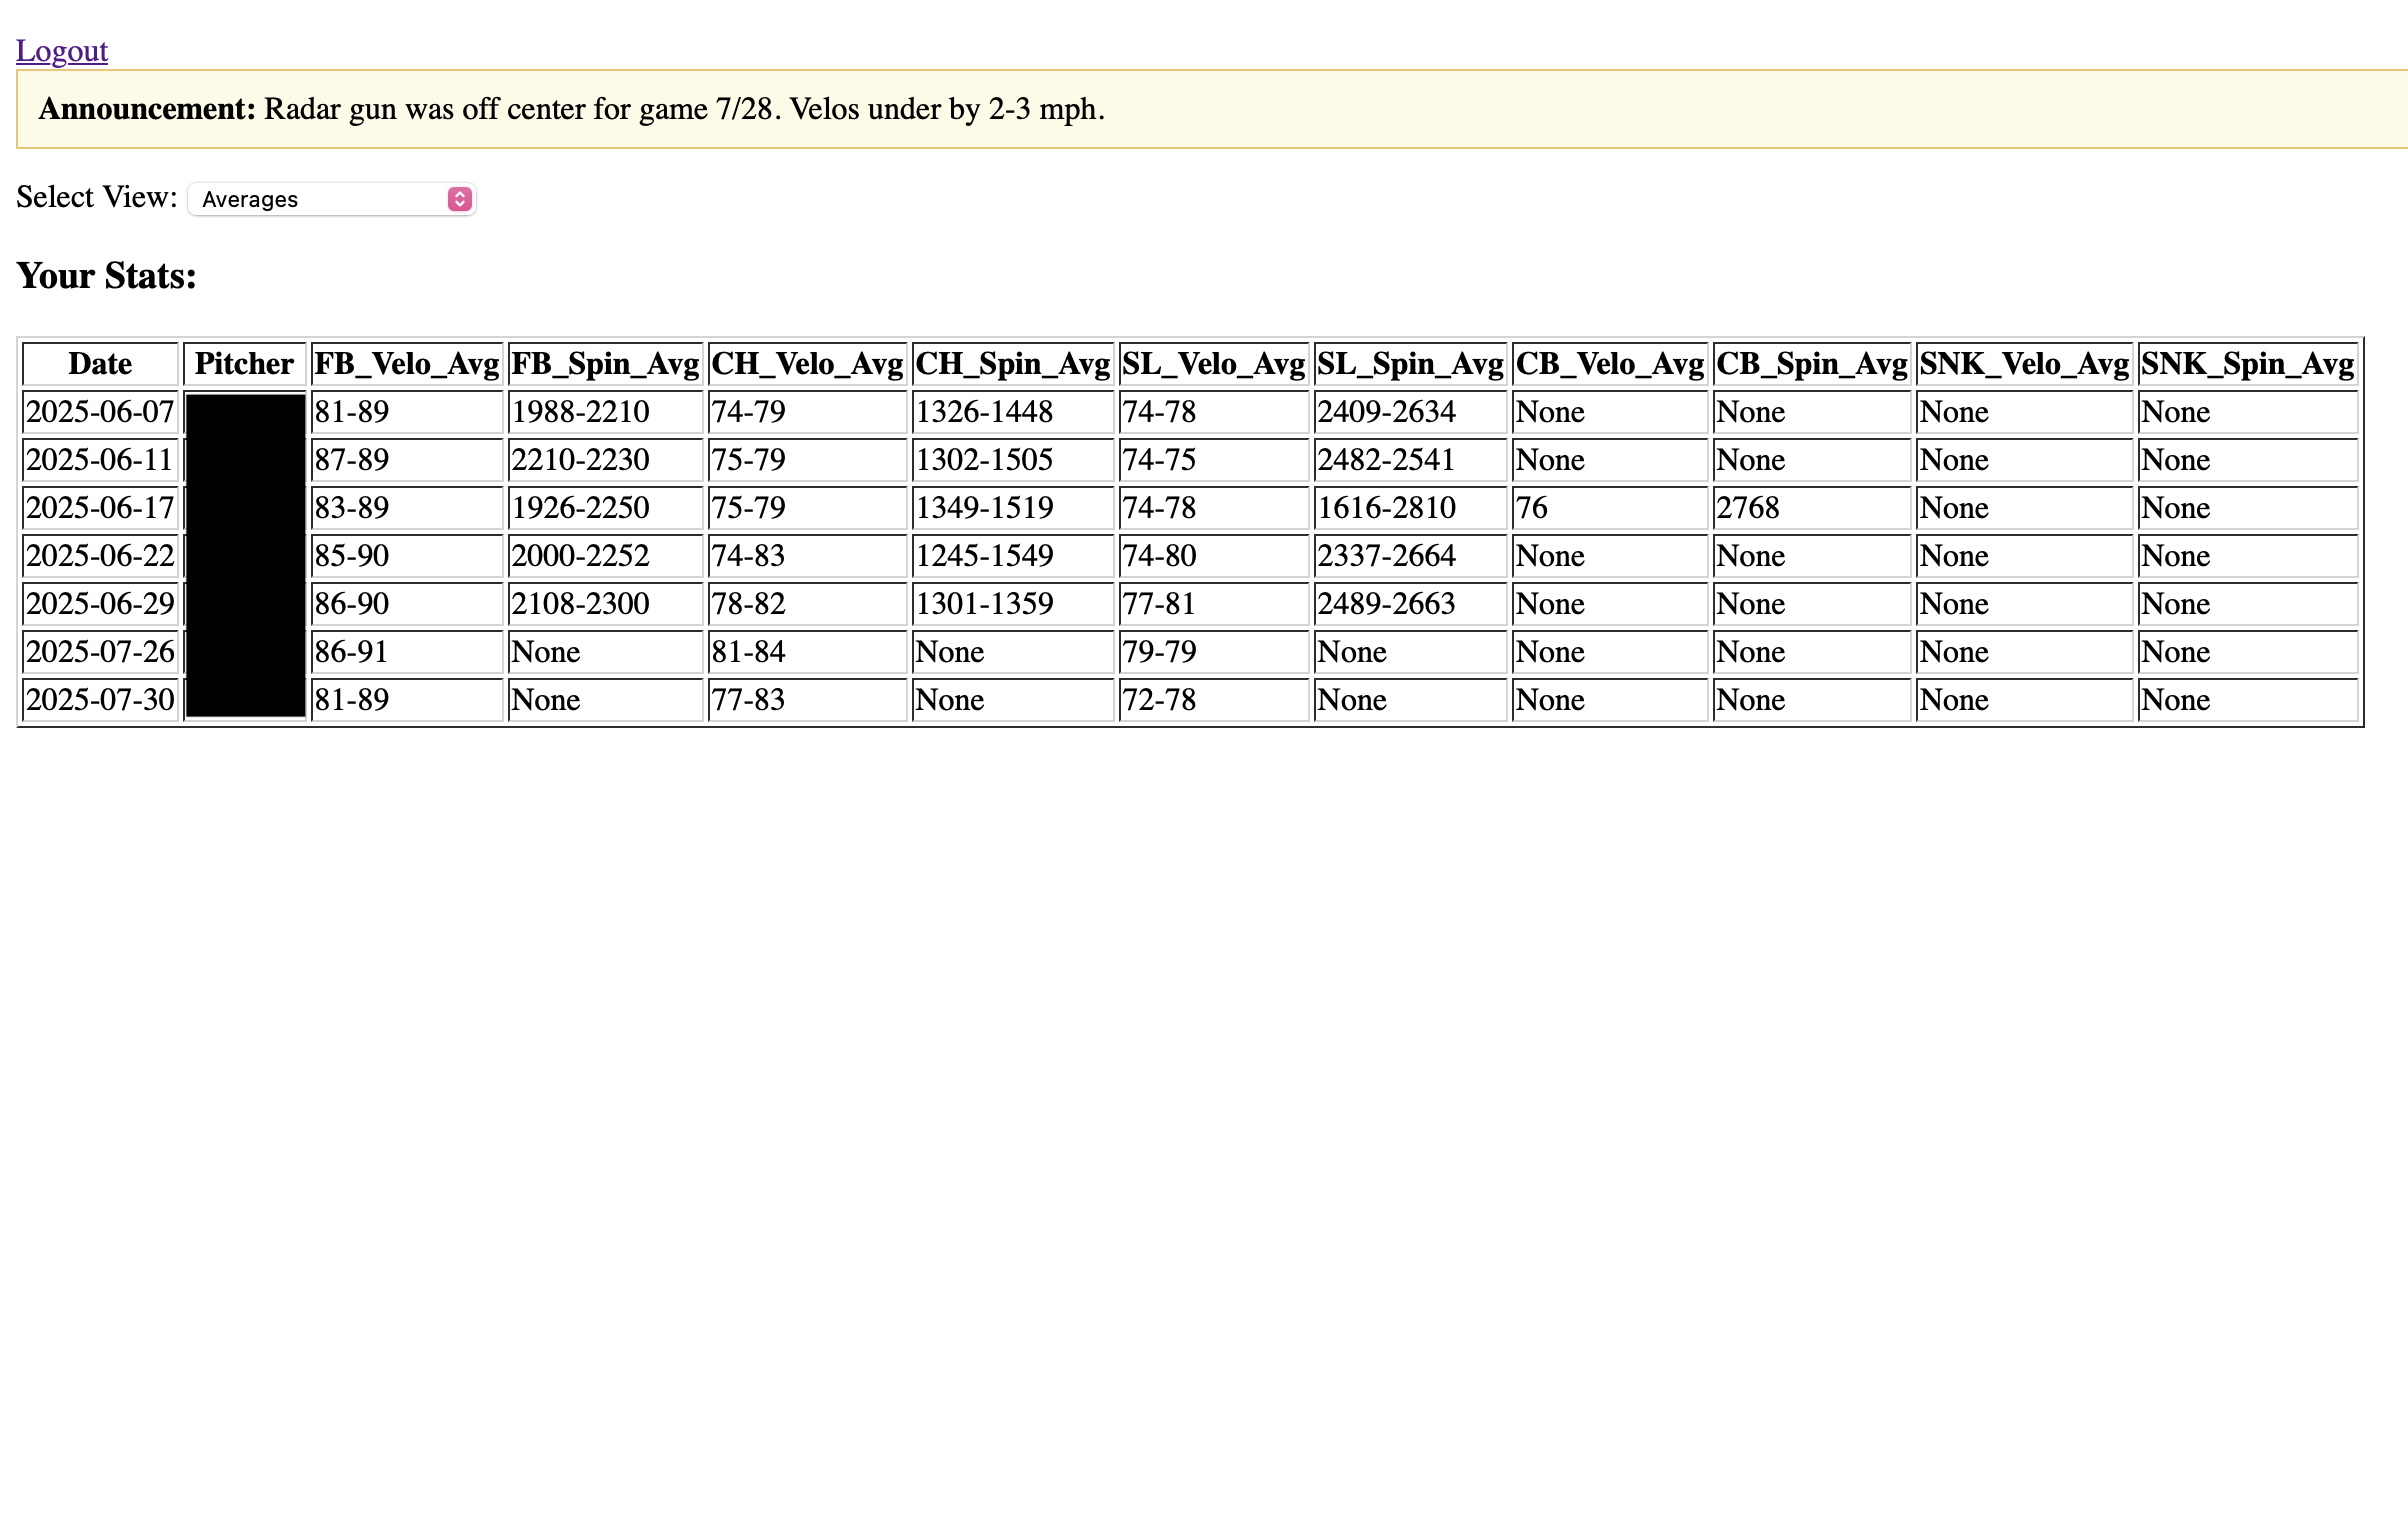 Logout
Announcement: Radar gun was off center for game 7/28. Velos under by 2-3 mph.
Select View: Averages
Your Stats:
Date Pitcher FB_Velo_Avg FB_Spin_Avg CH_Velo_Avg CH_Spin_Avg SL_Velo_Avg SL_Spin_Avg CB_Velo_Avg CB_Spin_Avg SNK_Velo_Avg SNK_Spin_Avg
2025-06-07 81-89 1988-2210 74-79 1326-1448 74-78 2409-2634 None None None None
2025-06-11 87-89 2210-2230 75-79 1302-1505 74-75 2482-2541 None None None None
2025-06-17 83-89 1926-2250 75-79 1349-1519 74-78 1616-2810 76 2768 None None
2025-06-22 85-90 2000-2252 74-83 1245-1549 74-80 2337-2664 None None None None
2025-06-29 86-90 2108-2300 78-82 1301-1359 77-81 2489-2663 None None None None
2025-07-26 86-91 None 81-84 None 79-79 None None None None None
2025-07-30 81-89 None 77-83 None 72-78 None None None None None